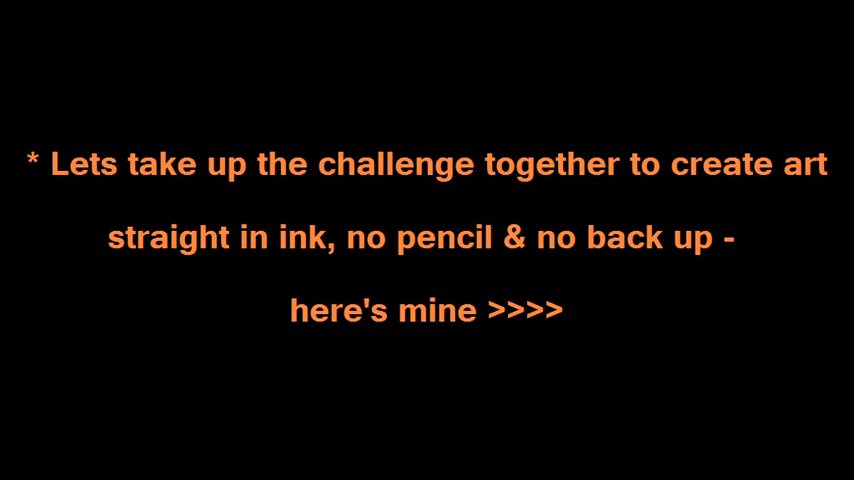 * Lets take up the challenge together to create art
straight in ink, no pencil & no back up -
here's mine >>>>